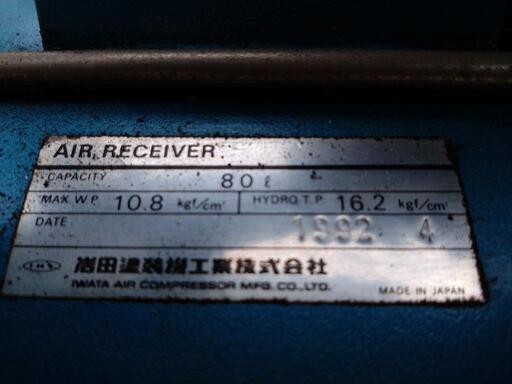 AIR RECEIVER
CAPACITY 80ℓ
MAX W.P. 10.8 kgf/cm² HYDRO T.P. 16.2 kgf/cm²
DATE 1992 4
岩田塗装機工業株式会社
IWATA AIR COMPRESSOR MFG. CO., LTD.
MADE IN JAPAN